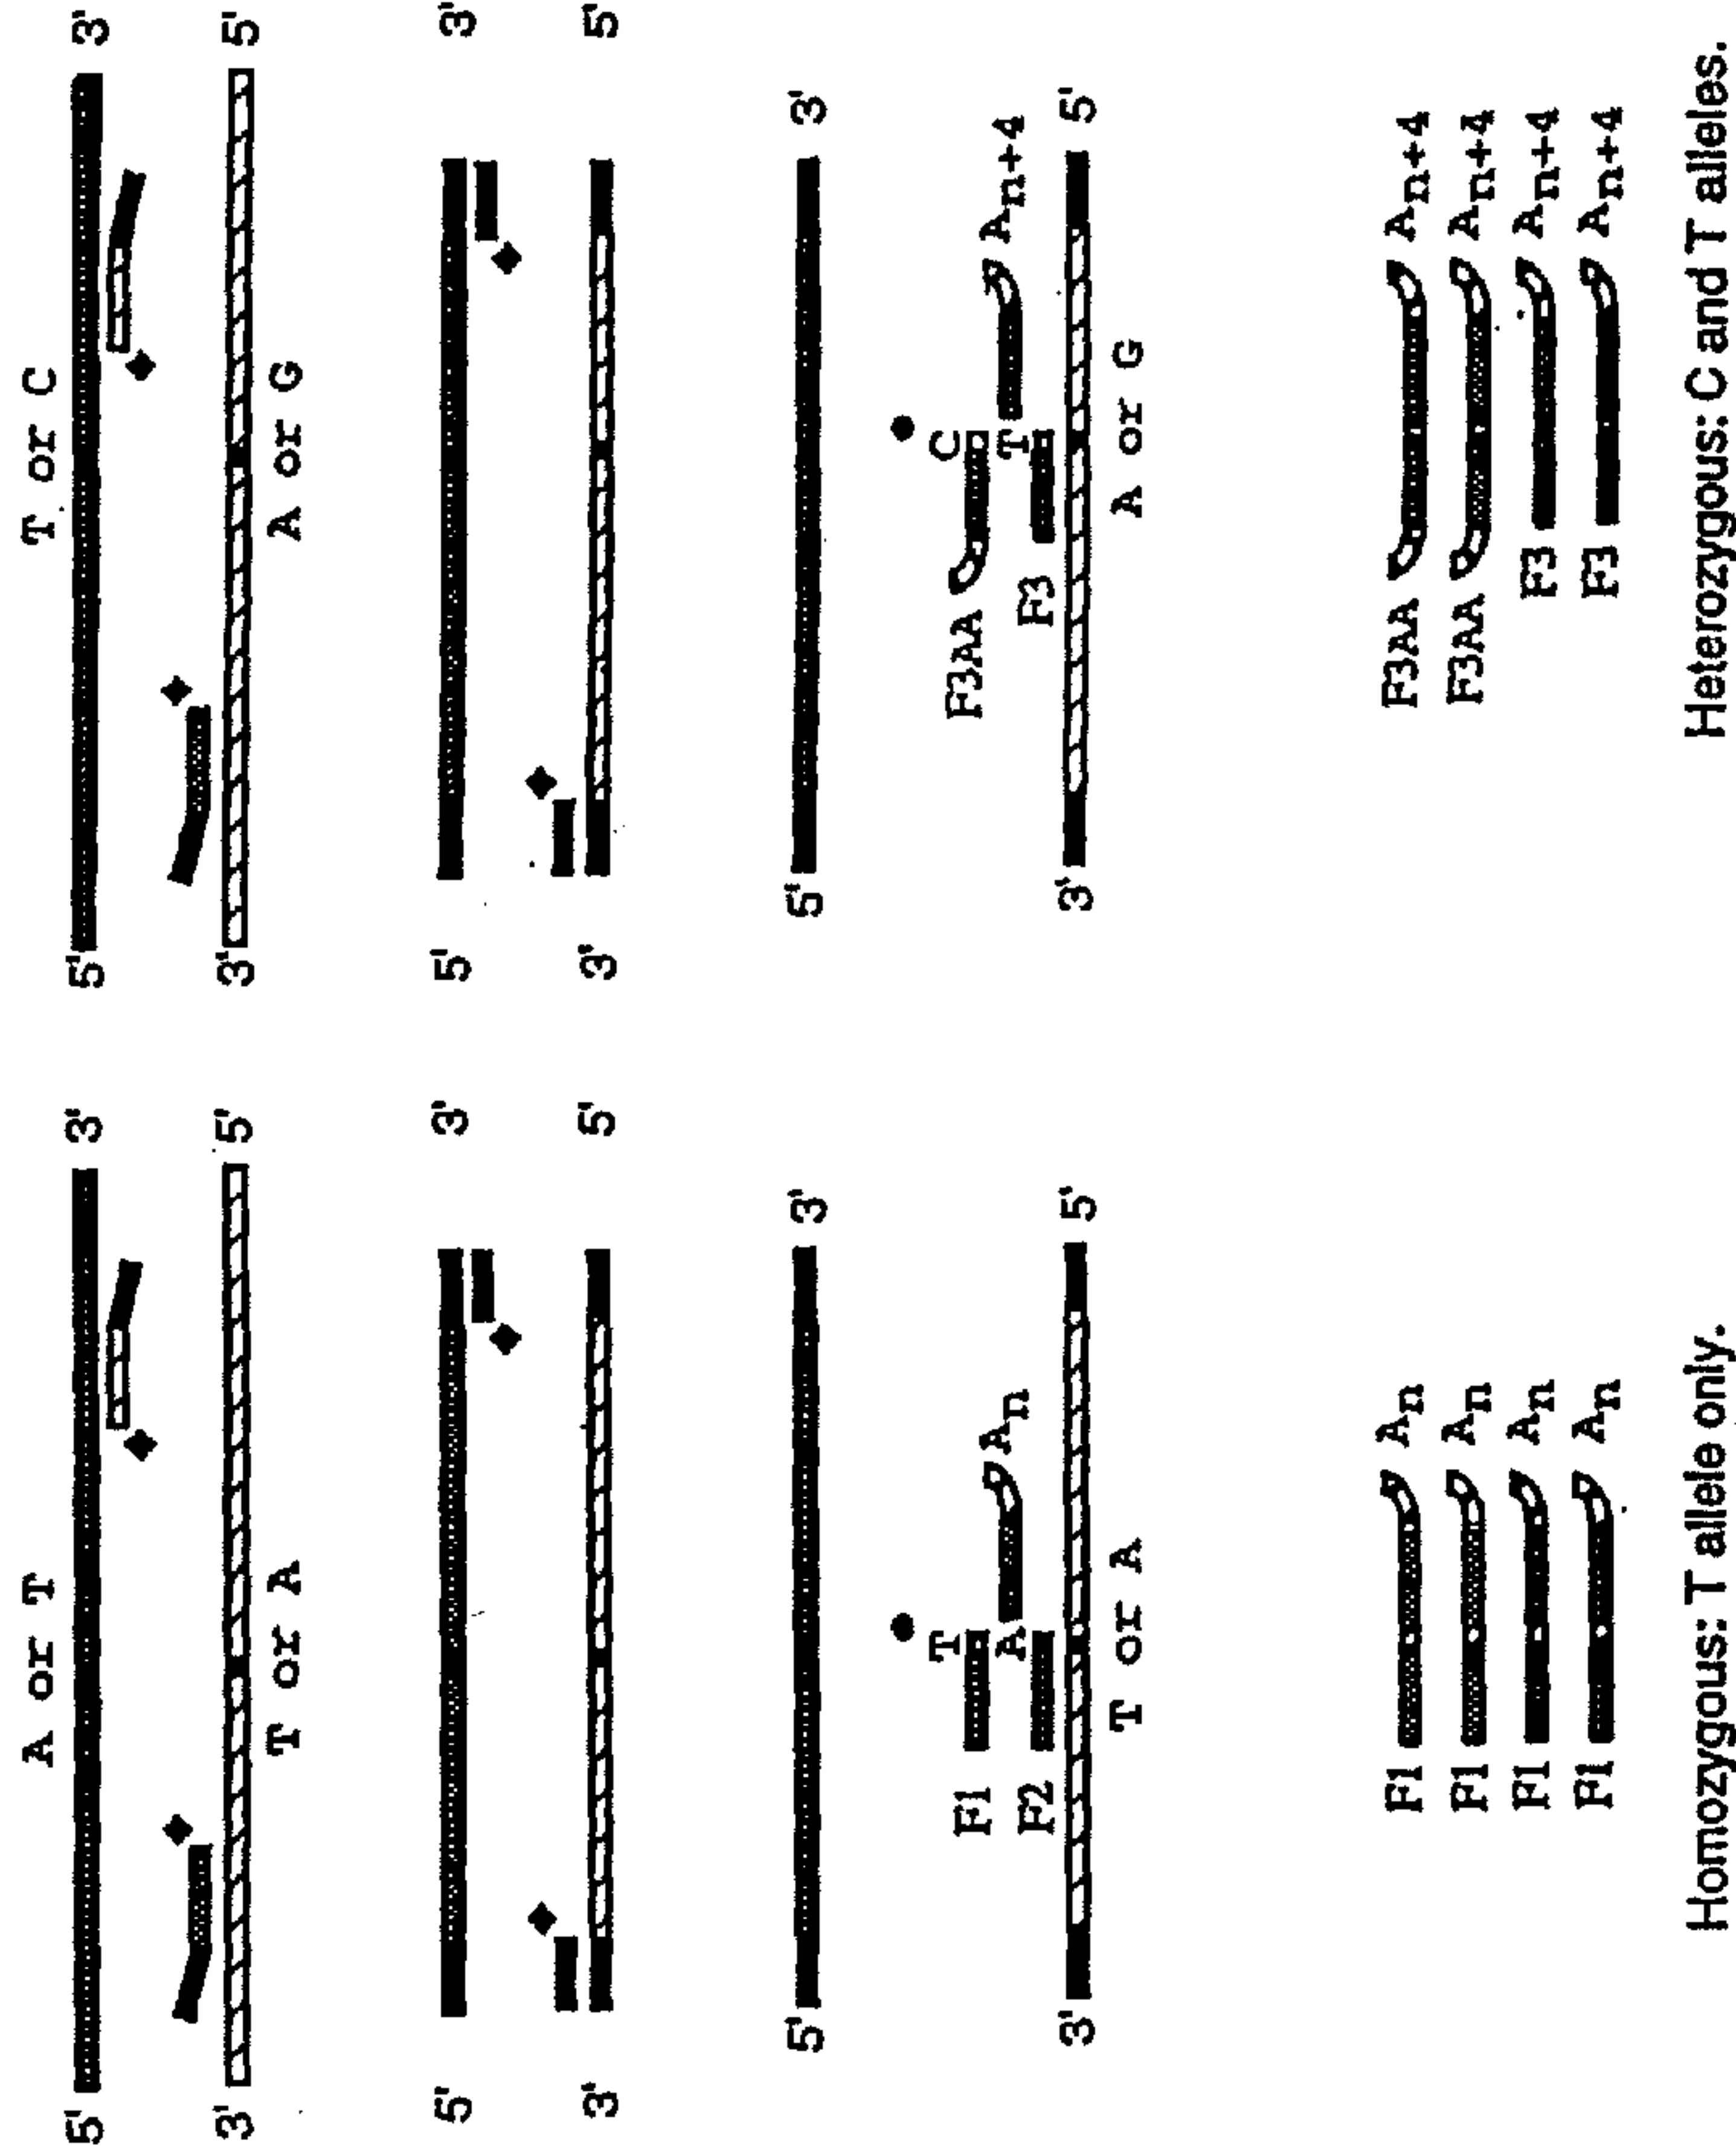 A or T
5' 3'
3' 5'
T or A
5' 3'
3' 5'
5' 3'
T
F1
A An
F2
3' 5'
T or A
F1 An
F1 An
F1 An
F1 An
Homozygous: T allele only.
T or C
5' 3'
3' 5'
A or G
5' 3'
3' 5'
5' 3'
C
F3AA
T An+4
F3
3' 5'
A or G
F3AA An+4
F3AA An+4
F3 An+4
F3 An+4
Heterozygous: C and T alleles.